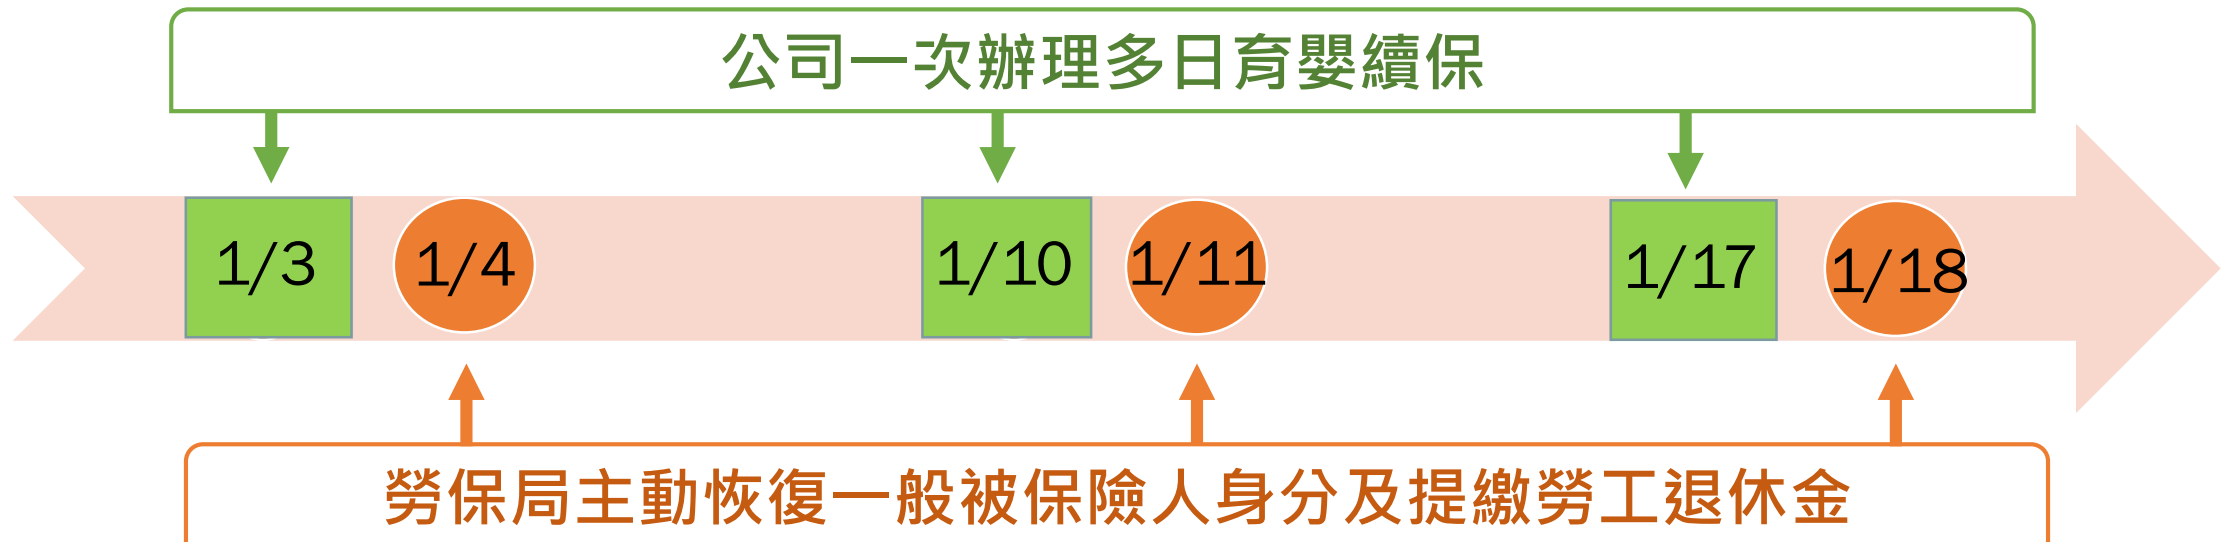 公司一次辦理多日育嬰續保
1/3 1/4 1/10 1/11 1/17 1/18
勞保局主動恢復一般被保險人身分及提繳勞工退休金